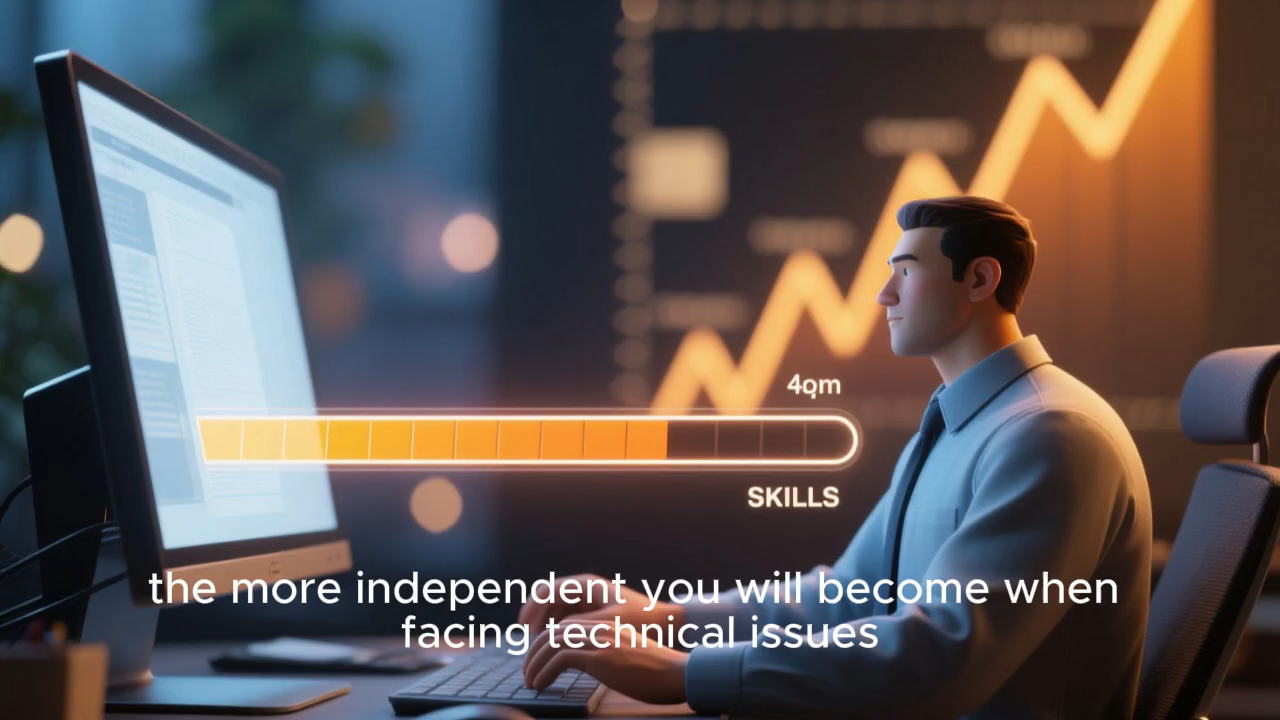 4qm
SKILLS
the more independent you will become when
facing technical issues